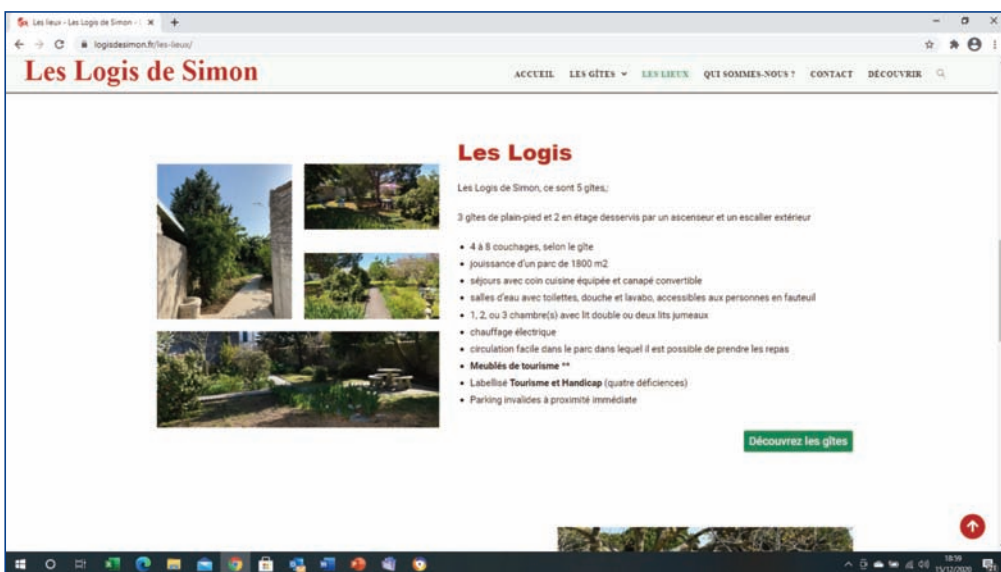 Les lieux - Les Logis de Simon -
logisdesimon.fr/les-lieux/
Les Logis de Simon
ACCUEIL LES GÎTES LES LIEUX QUI SOMMES-NOUS ? CONTACT DÉCOUVRIR
Les Logis
Les Logis de Simon, ce sont 5 gîtes,:
3 gîtes de plain-pied et 2 en étage desservis par un ascenseur et un escalier extérieur
• 4 à 8 couchages, selon le gîte
• jouissance d'un parc de 1800 m2
• séjours avec coin cuisine équipée et canapé convertible
• salles d'eau avec toilettes, douche et lavabo, accessibles aux personnes en fauteuil
• 1, 2, ou 3 chambre(s) avec lit double ou deux lits jumeaux
• chauffage électrique
• circulation facile dans le parc dans lequel il est possible de prendre les repas
• Meublés de tourisme **
• Labellisé Tourisme et Handicap (quatre déficiences)
• Parking invalides à proximité immédiate
Découvrez les gîtes
18:59
15/12/2020